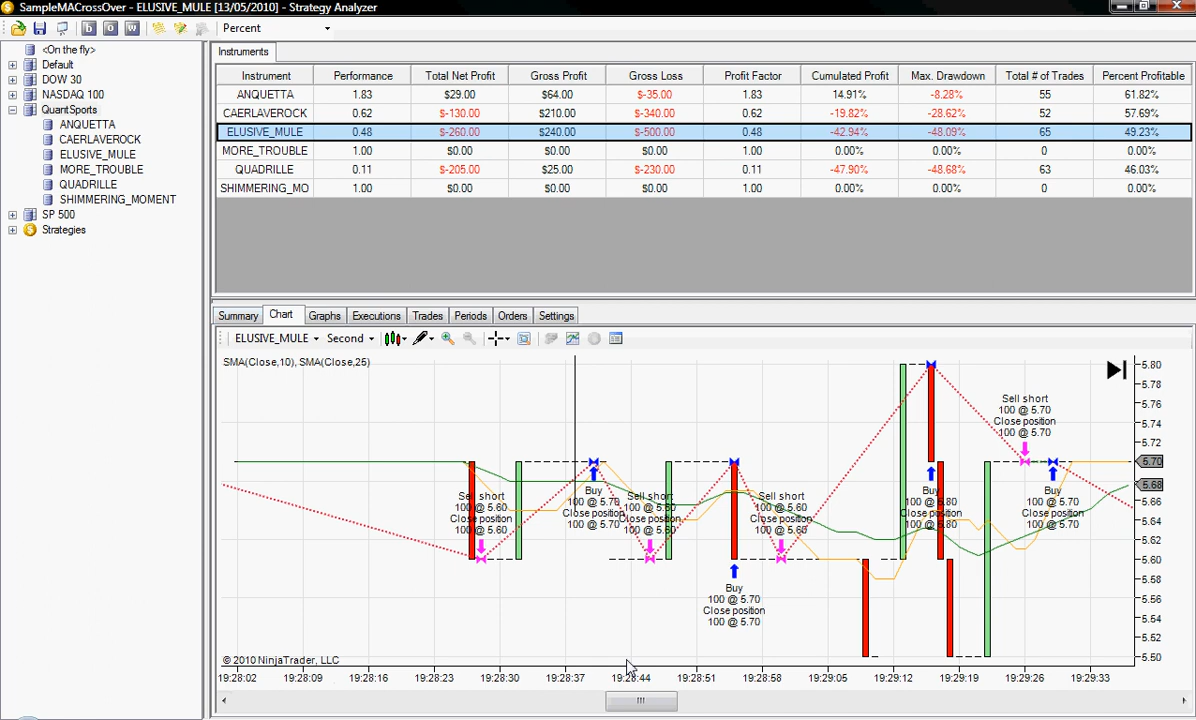 SampleMACrossOver - ELUSIVE_MULE [13/05/2010] - Strategy Analyzer
b o w Percent
<On the fly>
Default
DOW 30
NASDAQ 100
QuantSports
ANQUETTA
CAERLAVEROCK
ELUSIVE_MULE
MORE_TROUBLE
QUADRILLE
SHIMMERING_MOMENT
SP 500
Strategies
Instruments
Instrument Performance Total Net Profit Gross Profit Gross Loss Profit Factor Cumulated Profit Max. Drawdown Total # of Trades Percent Profitable
ANQUETTA 1.83 $29.00 $64.00 $-35.00 1.83 14.91% -8.28% 55 61.82%
CAERLAVEROCK 0.62 $-130.00 $210.00 $-340.00 0.62 -19.82% -28.62% 52 57.69%
ELUSIVE_MULE 0.48 $-260.00 $240.00 $-500.00 0.48 -42.94% -48.09% 65 49.23%
MORE_TROUBLE 1.00 $0.00 $0.00 $0.00 1.00 0.00% 0.00% 0 0.00%
QUADRILLE 0.11 $-205.00 $25.00 $-230.00 0.11 -47.90% -48.68% 63 46.03%
SHIMMERING_MO 1.00 $0.00 $0.00 $0.00 1.00 0.00% 0.00% 0 0.00%
Summary Chart Graphs Executions Trades Periods Orders Settings
ELUSIVE_MULE Second
SMA(Close,10), SMA(Close,25)
Sell short
100 @ 5.60
Close position
100 @ 5.60
Buy
100 @ 5.70
Close position
100 @ 5.70
Sell short
100 @ 5.60
Close position
100 @ 5.60
Buy
100 @ 5.70
Close position
100 @ 5.70
Sell short
100 @ 5.60
Close position
100 @ 5.60
Buy
100 @ 5.80
Close position
100 @ 5.80
Sell short
100 @ 5.70
Close position
100 @ 5.70
Buy
100 @ 5.70
Close position
100 @ 5.70
5.80
5.78
5.76
5.74
5.72
5.70
5.68
5.66
5.64
5.62
5.60
5.58
5.56
5.54
5.52
5.50
© 2010 NinjaTrader, LLC
19:28:02 19:28:09 19:28:16 19:28:23 19:28:30 19:28:37 19:28:44 19:28:51 19:28:58 19:29:05 19:29:12 19:29:19 19:29:26 19:29:33